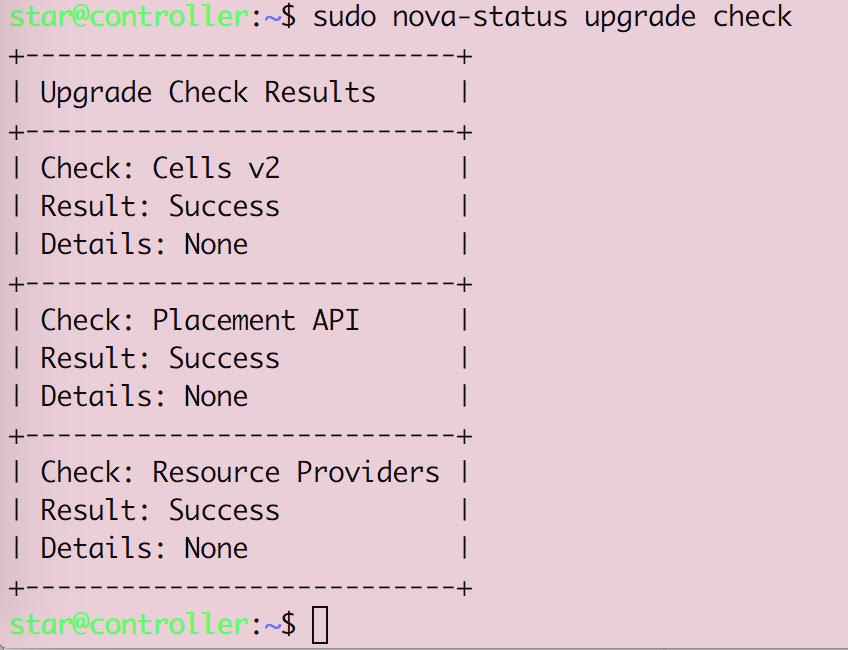 star@controller:~$ sudo nova-status upgrade check
+---------------------------+
| Upgrade Check Results     |
+---------------------------+
| Check: Cells v2           |
| Result: Success           |
| Details: None             |
+---------------------------+
| Check: Placement API      |
| Result: Success           |
| Details: None             |
+---------------------------+
| Check: Resource Providers |
| Result: Success           |
| Details: None             |
+---------------------------+
star@controller:~$